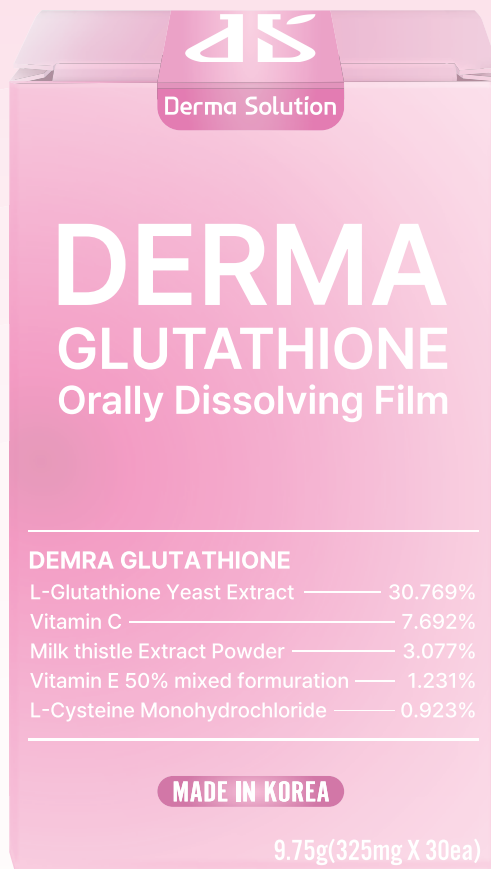 Derma Solution
DERMA
GLUTATHIONE
Orally Dissolving Film
DEMRA GLUTATHIONE
L-Glutathione Yeast Extract 30.769%
Vitamin C 7.692%
Milk thistle Extract Powder 3.077%
Vitamin E 50% mixed formuration 1.231%
L-Cysteine Monohydrochloride 0.923%
MADE IN KOREA
9.75g(325mg X 30ea)